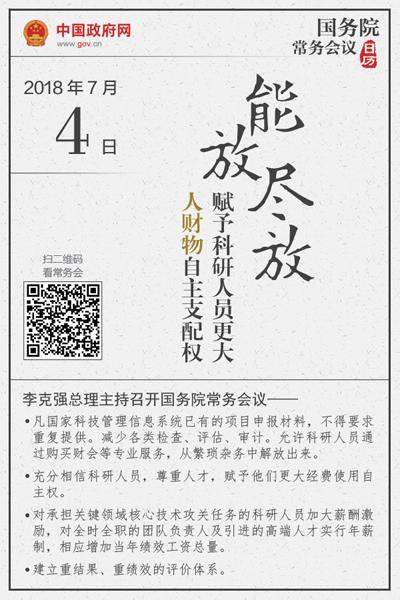 中国政府网
www.gov.cn
国务院
常务会议
日历
2018年7月
4日
能放尽放
赋予科研人员更大
人财物自主支配权
扫二维码
看常务会
李克强总理主持召开国务院常务会议——
•凡国家科技管理信息系统已有的项目申报材料，不得要求
重复提供。减少各类检查、评估、审计。允许科研人员通
过购买财会等专业服务，从繁琐杂务中解放出来。
•充分相信科研人员，尊重人才，赋予他们更大经费使用自
主权。
•对承担关键领域核心技术攻关任务的科研人员加大薪酬激
励，对全时全职的团队负责人及引进的高端人才实行年薪
制，相应增加当年绩效工资总量。
•建立重结果、重绩效的评价体系。